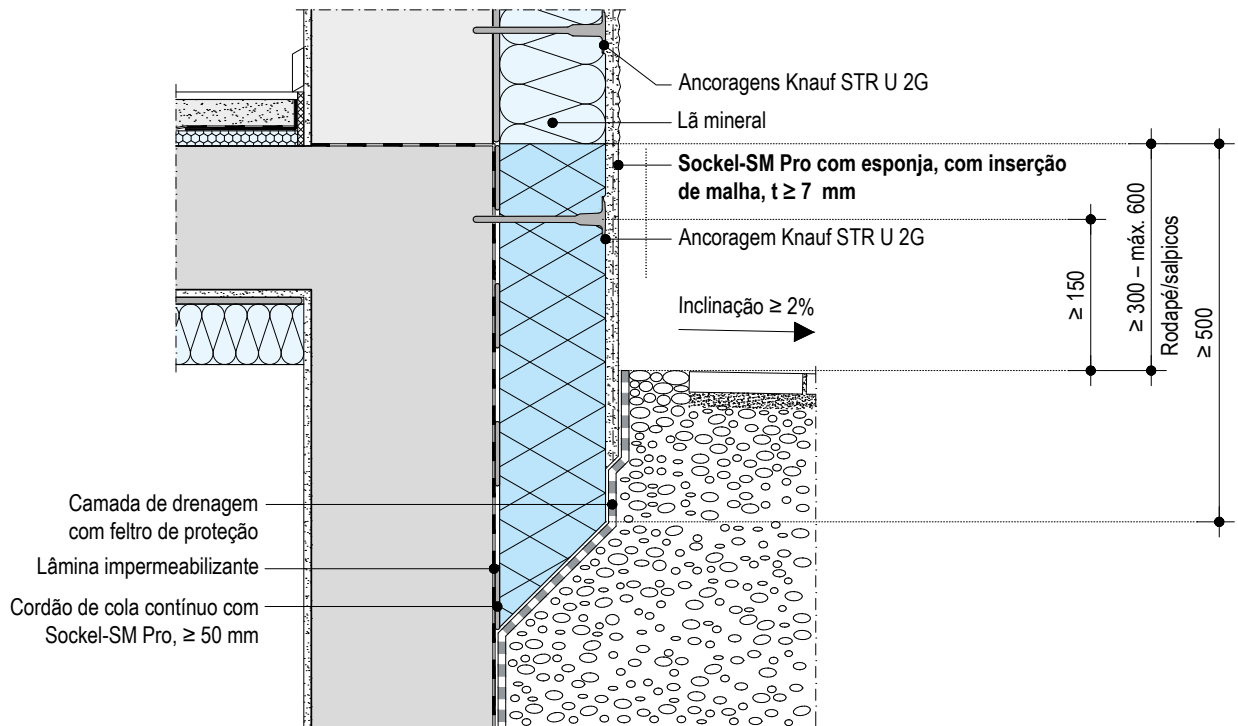 Ancoragens Knauf STR U 2G
Lã mineral
Sockel-SM Pro com esponja, com inserção
de malha, t ≥ 7 mm
Ancoragem Knauf STR U 2G
Inclinação ≥ 2%
≥ 150
≥ 300 – máx. 600
Rodapé/salpicos
≥ 500
Camada de drenagem
com feltro de proteção
Lâmina impermeabilizante
Cordão de cola contínuo com
Sockel-SM Pro, ≥ 50 mm